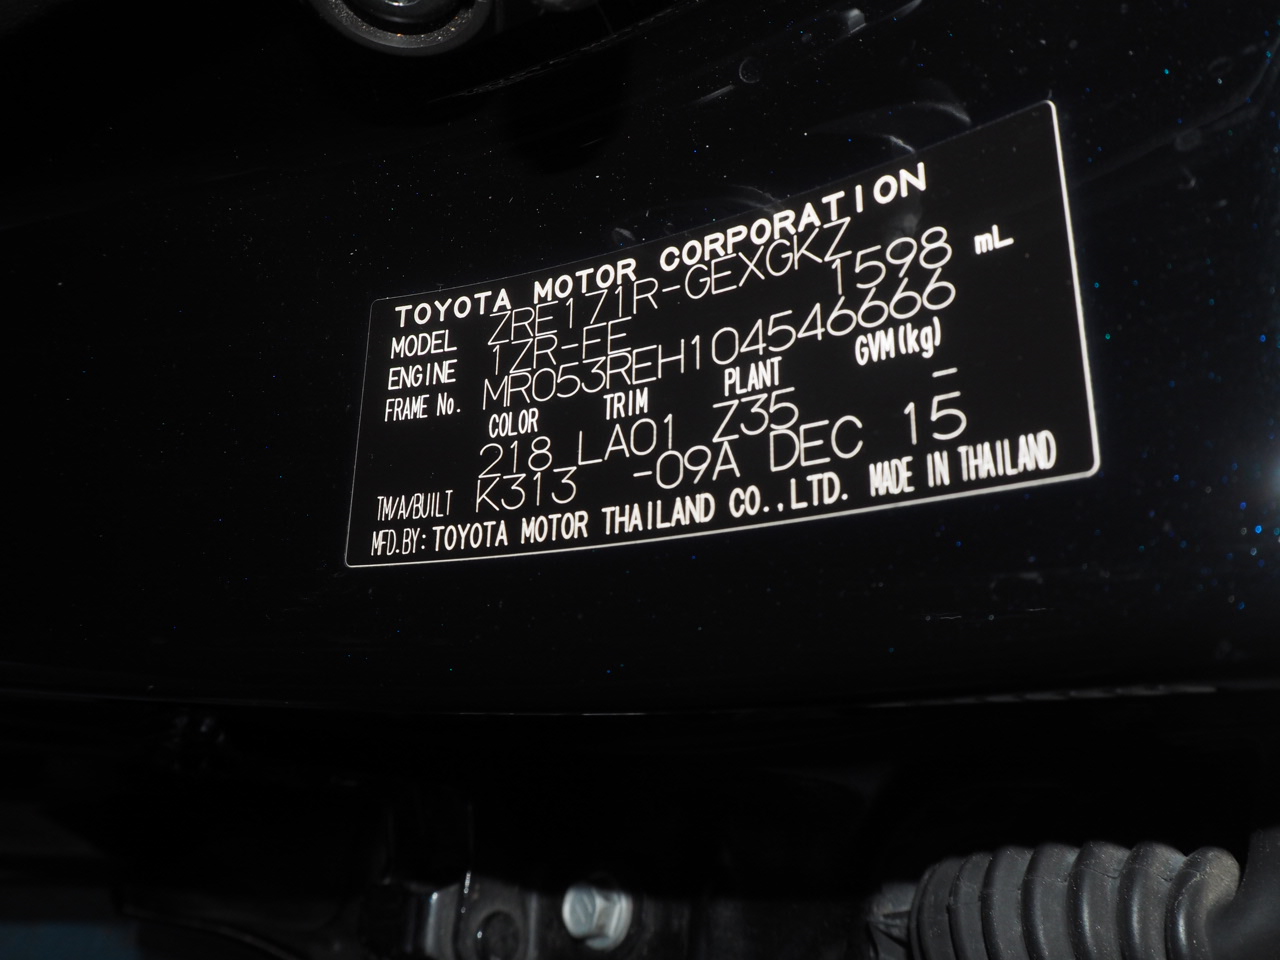 TOYOTA MOTOR CORPORATION
MODEL ZRE171R-GEXGKZ
ENGINE 1ZR-FE 1598 mL
FRAME No. MR053REH104546666
COLOR TRIM PLANT GVM(kg)
218 LA01 Z35 –
TM/A/BUILT K313 -09A DEC 15
MFD.BY: TOYOTA MOTOR THAILAND CO.,LTD. MADE IN THAILAND